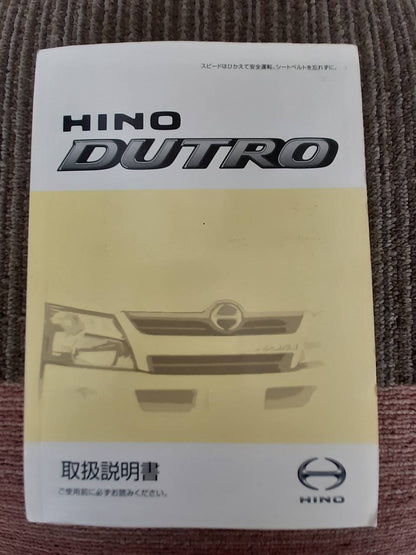 スピードはひかえて安全運転。シートベルトを忘れずに。
HINO
DUTRO
取扱説明書
ご使用前に必ずお読みください。
HINO